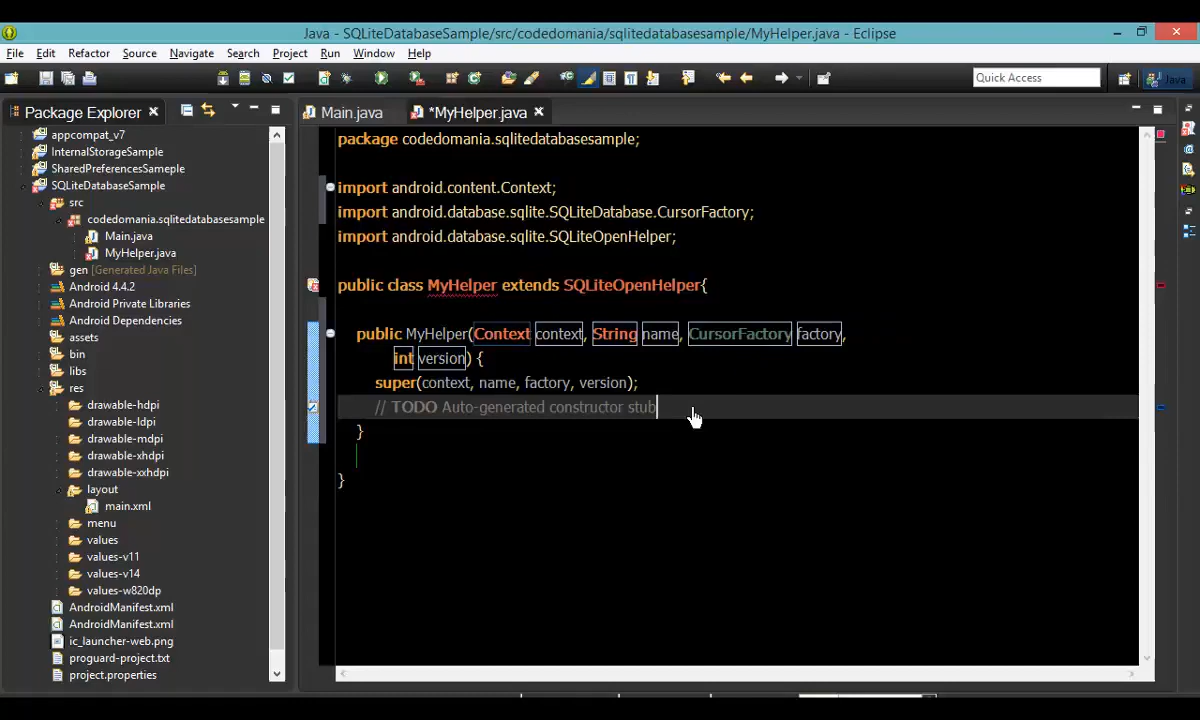 Java - SQLiteDatabaseSample/src/codedomania/sqlitedatabasesample/MyHelper.java - Eclipse
File Edit Refactor Source Navigate Search Project Run Window Help
Quick Access
Java
Package Explorer
Main.java
*MyHelper.java
appcompat_v7
InternalStorageSample
SharedPreferencesSameple
SQLiteDatabaseSample
src
codedomania.sqlitedatabasesample
Main.java
MyHelper.java
gen [Generated Java Files]
Android 4.4.2
Android Private Libraries
Android Dependencies
assets
bin
libs
res
drawable-hdpi
drawable-ldpi
drawable-mdpi
drawable-xhdpi
drawable-xxhdpi
layout
main.xml
menu
values
values-v11
values-v14
values-w820dp
AndroidManifest.xml
AndroidManifest.xml
ic_launcher-web.png
proguard-project.txt
project.properties
package codedomania.sqlitedatabasesample;
import android.content.Context;
import android.database.sqlite.SQLiteDatabase.CursorFactory;
import android.database.sqlite.SQLiteOpenHelper;
public class MyHelper extends SQLiteOpenHelper{
public MyHelper(Context context, String name, CursorFactory factory,
int version) {
super(context, name, factory, version);
// TODO Auto-generated constructor stub
}
}